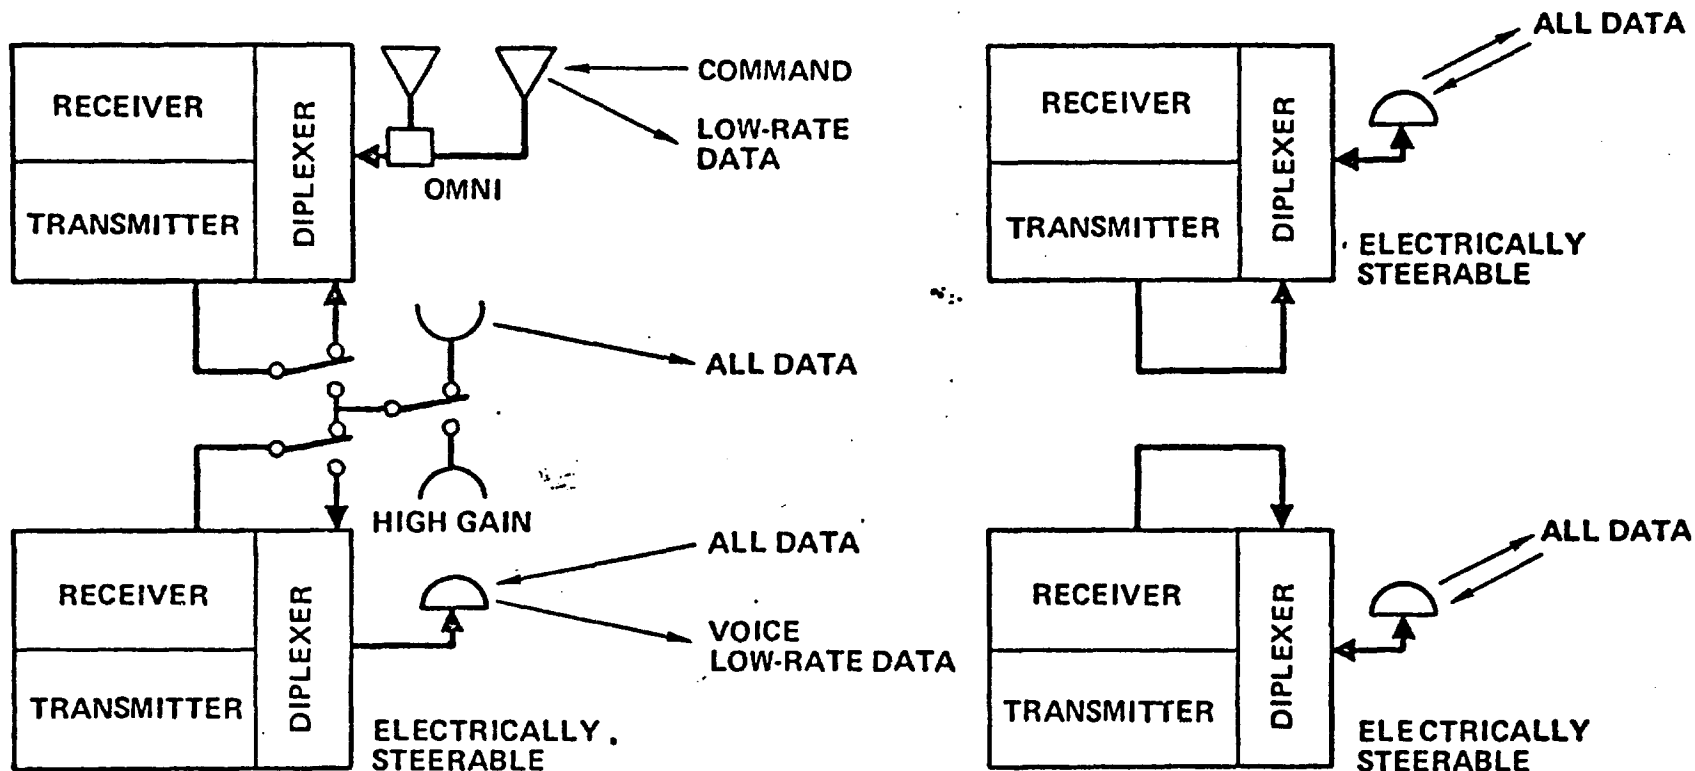 RECEIVER
TRANSMITTER
DIPLEXER
OMNI
COMMAND
LOW-RATE
DATA
ALL DATA
HIGH GAIN
RECEIVER
TRANSMITTER
DIPLEXER
ALL DATA
VOICE
LOW-RATE DATA
ELECTRICALLY
STEERABLE
ALL DATA
RECEIVER
TRANSMITTER
DIPLEXER
ELECTRICALLY
STEERABLE
ALL DATA
RECEIVER
TRANSMITTER
DIPLEXER
ELECTRICALLY
STEERABLE